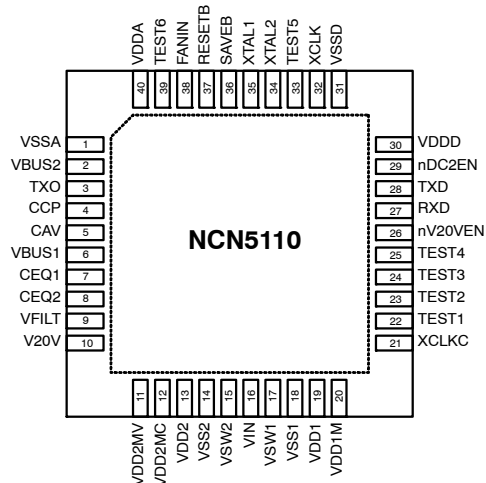 VDDA TEST6 FANIN RESETB SAVEB XTAL1 XTAL2 TEST5 XCLK VSSD
40 39 38 37 36 35 34 33 32 31
VSSA 1
VBUS2 2
TXO 3
CCP 4
CAV 5
VBUS1 6
CEQ1 7
CEQ2 8
VFILT 9
V20V 10
NCN5110
30 VDDD
29 nDC2EN
28 TXD
27 RXD
26 nV20VEN
25 TEST4
24 TEST3
23 TEST2
22 TEST1
21 XCLKC
11 12 13 14 15 16 17 18 19 20
VDD2MV VDD2MC VDD2 VSS2 VSW2 VIN VSW1 VSS1 VDD1 VDD1M